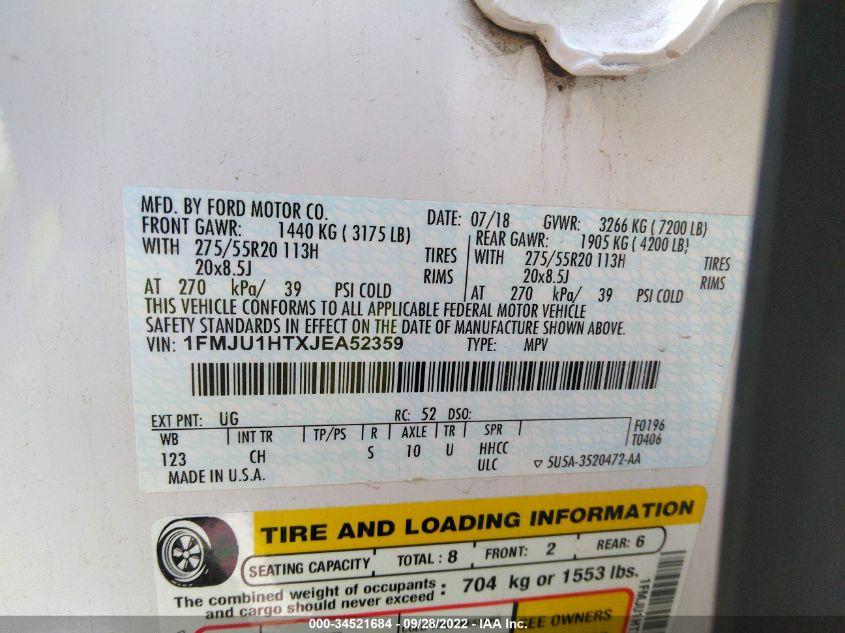 MFD. BY FORD MOTOR CO.
DATE: 07/18 GVWR: 3266 KG ( 7200 LB)
FRONT GAWR: 1440 KG ( 3175 LB) REAR GAWR: 1905 KG ( 4200 LB)
WITH 275/55R20 113H TIRES WITH 275/55R20 113H TIRES
20x8.5J RIMS 20x8.5J RIMS
AT 270 kPa/ 39 PSI COLD AT 270 kPa/ 39 PSI COLD
THIS VEHICLE CONFORMS TO ALL APPLICABLE FEDERAL MOTOR VEHICLE
SAFETY STANDARDS IN EFFECT ON THE DATE OF MANUFACTURE SHOWN ABOVE.
VIN: 1FMJU1HTXJEA52359 TYPE: MPV
EXT PNT: UG RC: 52 DSO:
WB INT TR TP/PS R AXLE TR SPR F0196
T0406
123 CH S 10 U HHCC
ULC ▽ 5U5A-3520472-AA
MADE IN U.S.A.
TIRE AND LOADING INFORMATION
SEATING CAPACITY TOTAL : 8 FRONT: 2 REAR: 6
The combined weight of occupants and cargo should never exceed : 704 kg or 1553 lbs.
SEE OWNERS
000-34521684 - 09/28/2022 - IAA Inc.